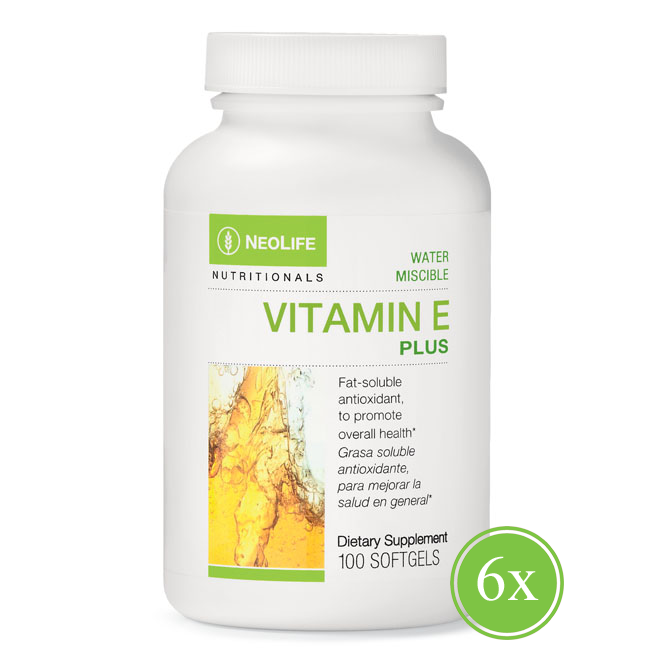 NEOLIFE
NUTRITIONALS
WATER
MISCIBLE
VITAMIN E
PLUS
Fat-soluble
antioxidant,
to promote
overall health*
Grasa soluble
antioxidante,
para mejorar la
salud en general*
Dietary Supplement
100 SOFTGELS
6x